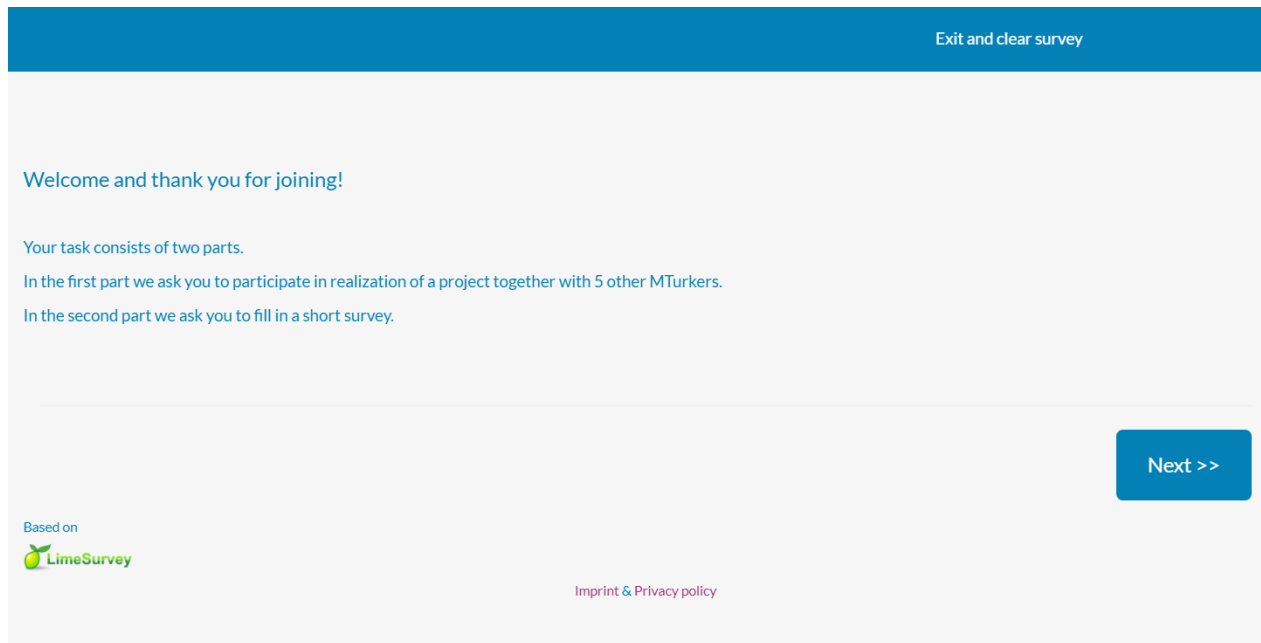 Exit and clear survey
Welcome and thank you for joining!
Your task consists of two parts.
In the first part we ask you to participate in realization of a project together with 5 other MTurkers.
In the second part we ask you to fill in a short survey.
Next >>
Based on
LimeSurvey
Imprint & Privacy policy